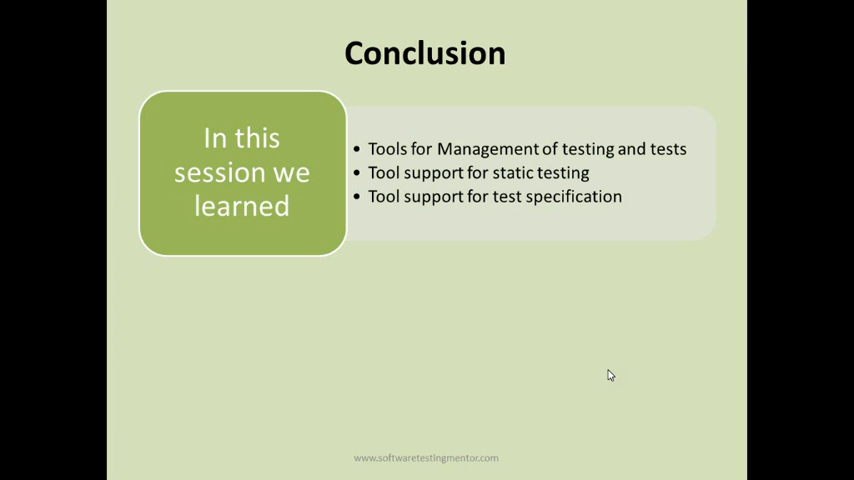 Conclusion
In this
session we
learned
• Tools for Management of testing and tests
• Tool support for static testing
• Tool support for test specification
www.softwaretestingmentor.com